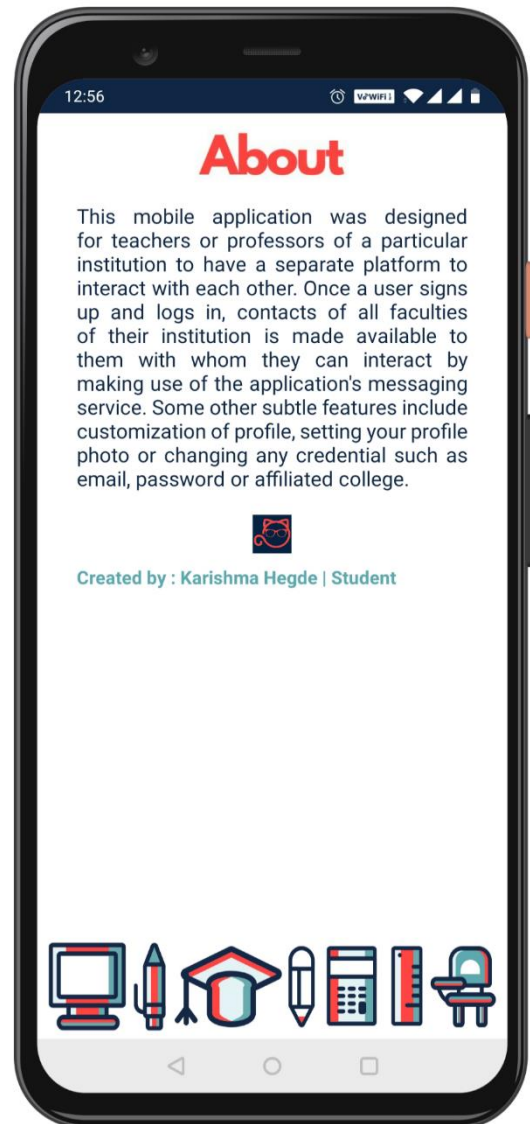 12:56
About
This mobile application was designed
for teachers or professors of a particular
institution to have a separate platform to
interact with each other. Once a user signs
up and logs in, contacts of all faculties
of their institution is made available to
them with whom they can interact by
making use of the application's messaging
service. Some other subtle features include
customization of profile, setting your profile
photo or changing any credential such as
email, password or affiliated college.
Created by : Karishma Hegde | Student